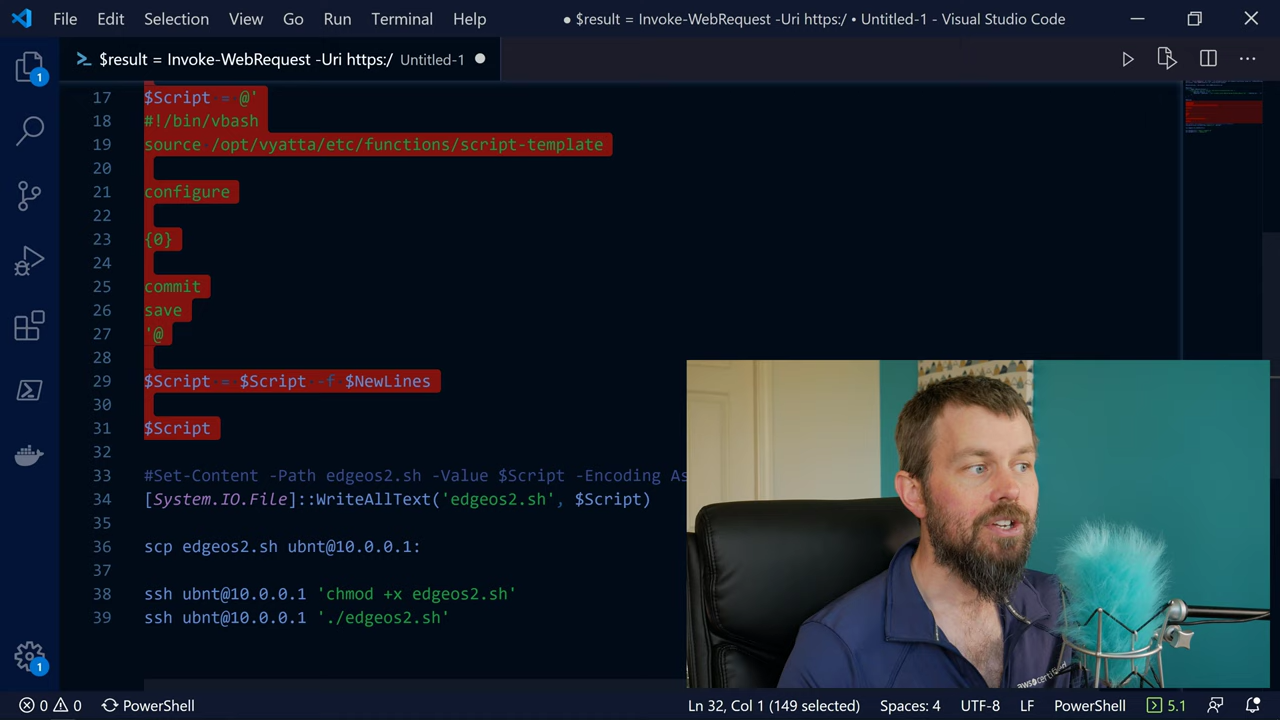 File Edit Selection View Go Run Terminal Help
● $result = Invoke-WebRequest -Uri https:/ • Untitled-1 - Visual Studio Code
$result = Invoke-WebRequest -Uri https:/ Untitled-1
17 $Script = @'
18 #!/bin/vbash
19 source /opt/vyatta/etc/functions/script-template
20
21 configure
22
23 {0}
24
25 commit
26 save
27 '@
28
29 $Script = $Script -f $NewLines
30
31 $Script
32
33 #Set-Content -Path edgeos2.sh -Value $Script -Encoding As
34 [System.IO.File]::WriteAllText('edgeos2.sh', $Script)
35
36 scp edgeos2.sh ubnt@10.0.0.1:
37
38 ssh ubnt@10.0.0.1 'chmod +x edgeos2.sh'
39 ssh ubnt@10.0.0.1 './edgeos2.sh'
1
1
aws certified
0 0 PowerShell
Ln 32, Col 1 (149 selected) Spaces: 4 UTF-8 LF PowerShell 5.1